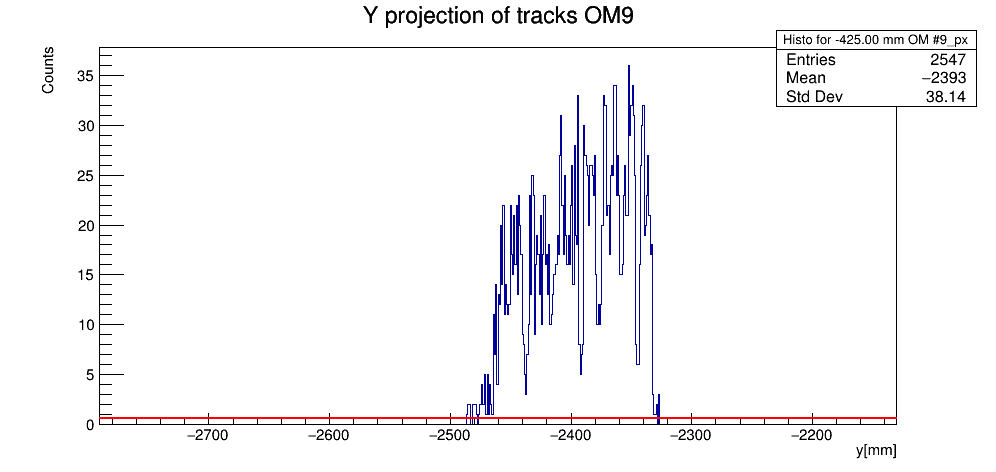 Y projection of tracks OM9
Histo for -425.00 mm OM #9_px
Entries 2547
Mean −2393
Std Dev 38.14
Counts
35
30
25
20
15
10
5
0
−2700 −2600 −2500 −2400 −2300 −2200
y[mm]